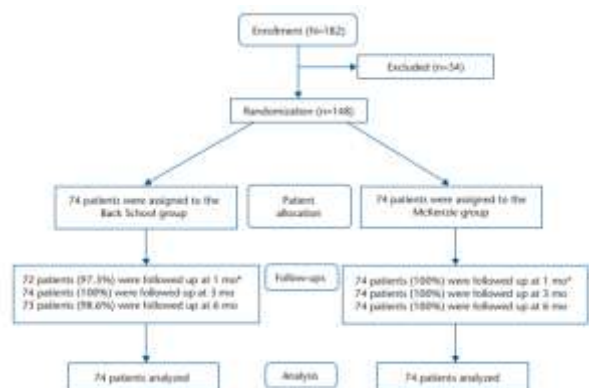 Enrollment (N=182)
Excluded (n=34)
Randomization (n=148)
74 patients were assigned to the
Back School group
Patient
allocation
74 patients were assigned to the
McKenzie group
72 patients (97.3%) were followed up at 1 mo*
74 patients (100%) were followed up at 3 mo
73 patients (98.6%) were followed up at 6 mo
Follow-ups
74 patients (100%) were followed up at 1 mo*
74 patients (100%) were followed up at 3 mo
74 patients (100%) were followed up at 6 mo
74 patients analyzed
Analysis
74 patients analyzed